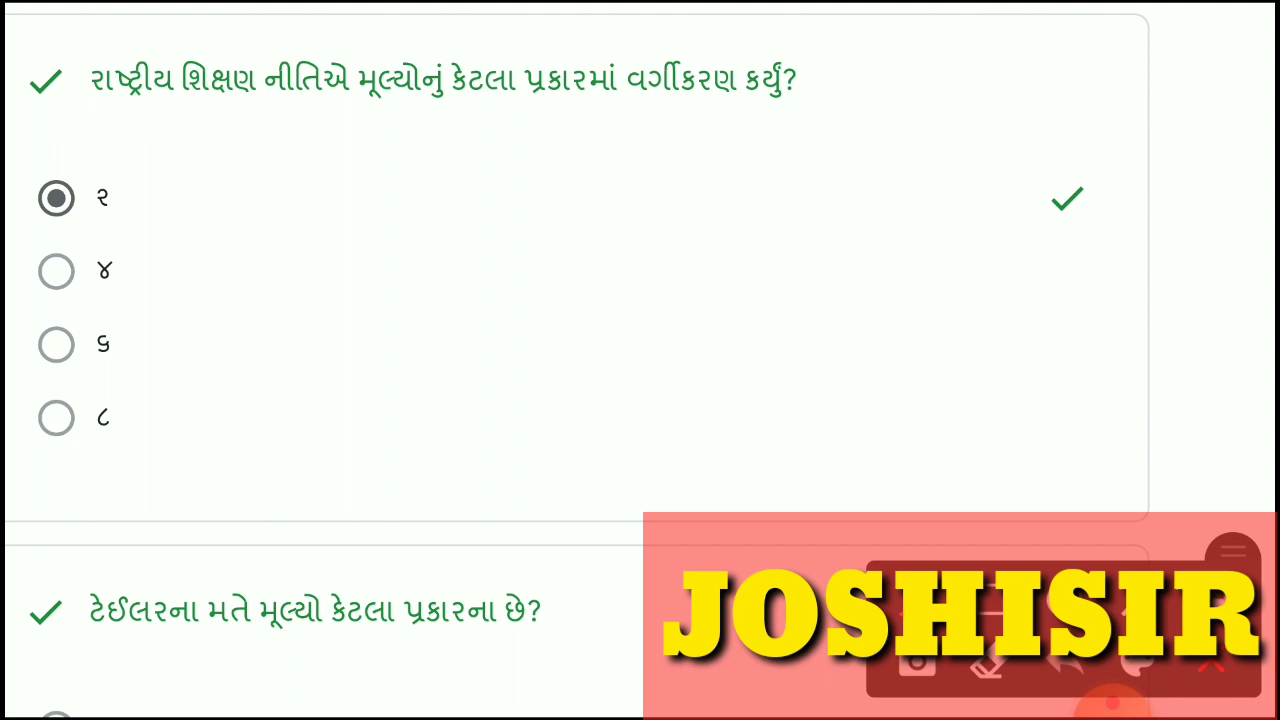 રાષ્ટ્રીય શિક્ષણ નીતિએ મૂલ્યોનું કેટલા પ્રકારમાં વર્ગીકરણ કર્યું?
૨
૪
૬
૮
ટેઈલરના મતે મૂલ્યો કેટલા પ્રકારના છે?
JOSHISIR